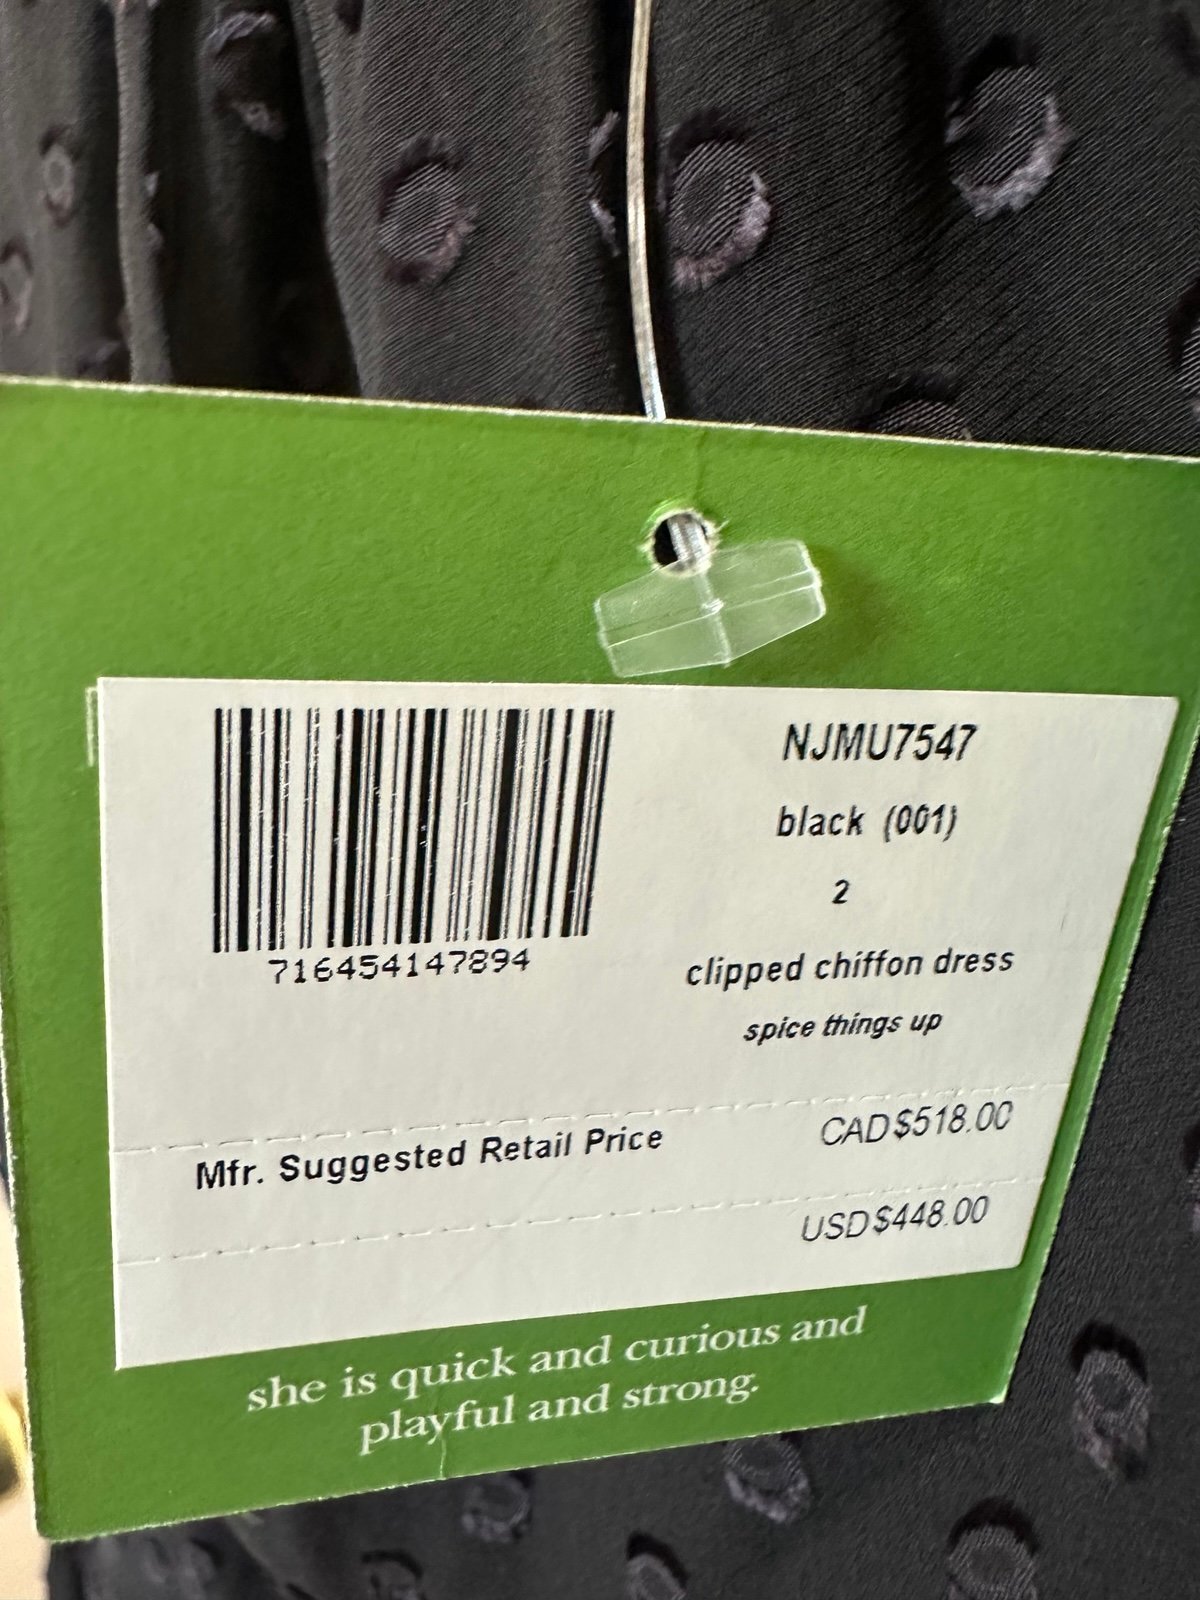 NJMU7547
black (001)
2
716454147894
clipped chiffon dress
spice things up
Mfr. Suggested Retail Price
CAD$518.00
USD$448.00
she is quick and curious and
playful and strong.